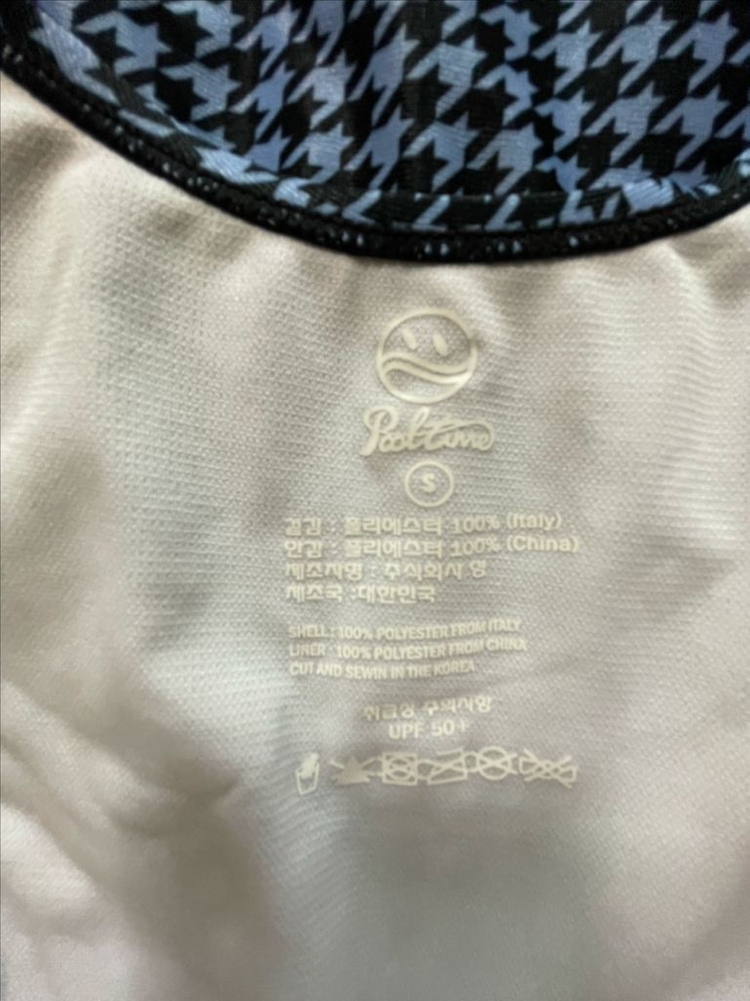 Pooltime
S
겉감 : 폴리에스터 100% (Italy)
안감 : 폴리에스터 100% (China)
제조자명 : 주식회사 영
제조국 :대한민국
SHELL : 100% POLYESTER FROM ITALY
LINER : 100% POLYESTER FROM CHINA
CUT AND SEWIN IN THE KOREA
취급상 주의사항
UPF 50+